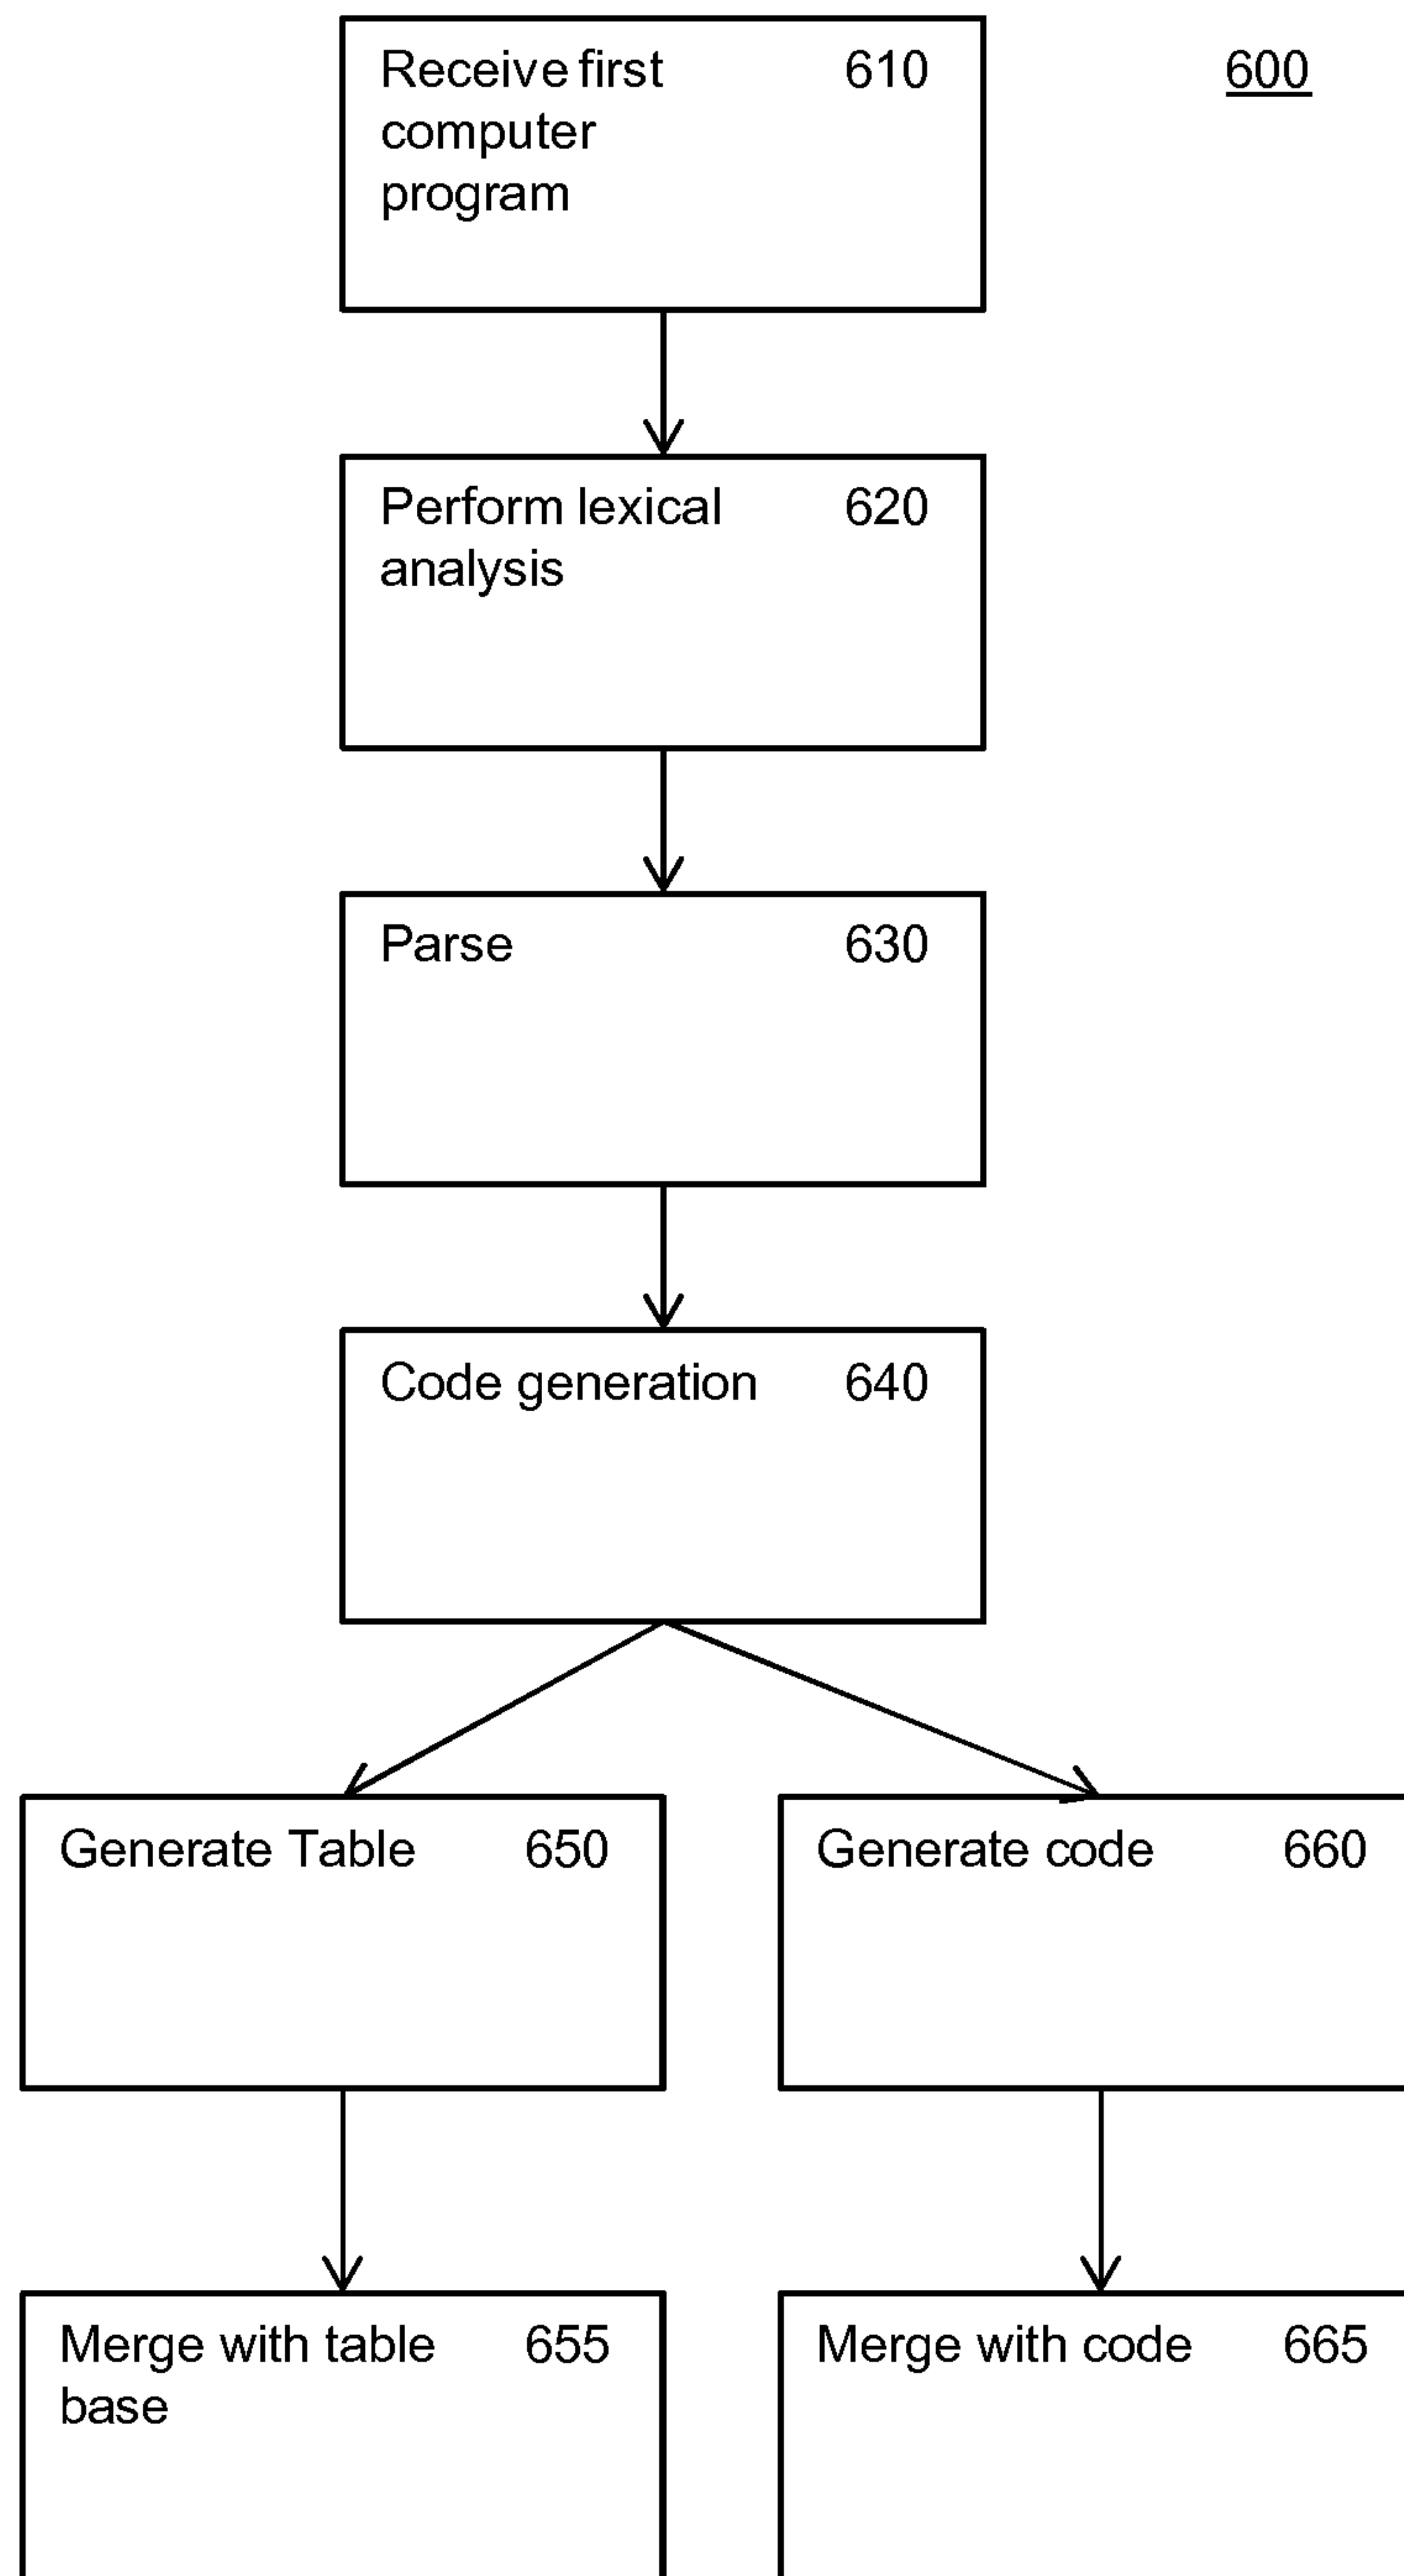 Receive first 610 600
computer
program
Perform lexical 620
analysis
Parse 630
Code generation 640
Generate Table 650
Generate code 660
Merge with table 655
base
Merge with code 665